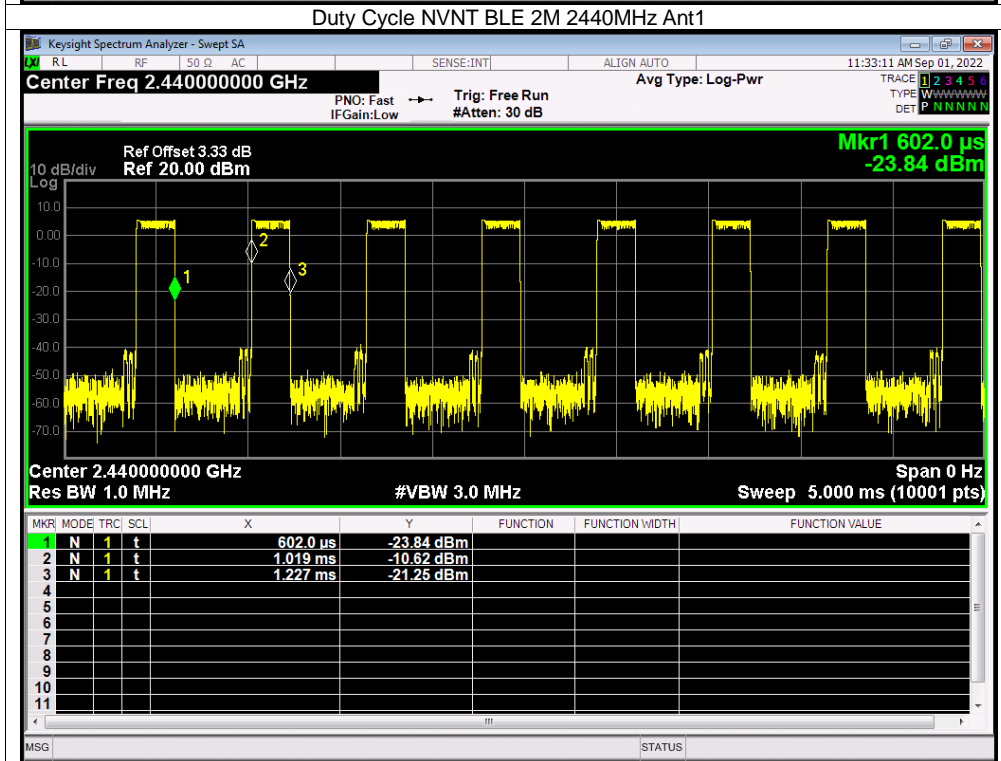 Duty Cycle NVNT BLE 2M 2440MHz Ant1
Keysight Spectrum Analyzer - Swept SA
LXI RL RF 50 Ω AC SENSE:INT ALIGN AUTO 11:33:11 AM Sep 01, 2022
Center Freq 2.440000000 GHz Avg Type: Log-Pwr TRACE 1 2 3 4 5 6
PNO: Fast Trig: Free Run TYPE W W W W W W
IFGain:Low #Atten: 30 dB DET P N N N N N
Mkr1 602.0 µs
Ref Offset 3.33 dB
10 dB/div Ref 20.00 dBm -23.84 dBm
Log
10.0
0.00
-10.0
-20.0
-30.0
-40.0
-50.0
-60.0
-70.0
1
2
3
Center 2.440000000 GHz Span 0 Hz
Res BW 1.0 MHz #VBW 3.0 MHz Sweep 5.000 ms (10001 pts)
MKR MODE TRC SCL X Y FUNCTION FUNCTION WIDTH FUNCTION VALUE
1 N 1 t 602.0 µs -23.84 dBm
2 N 1 t 1.019 ms -10.62 dBm
3 N 1 t 1.227 ms -21.25 dBm
4
5
6
7
8
9
10
11
MSG STATUS